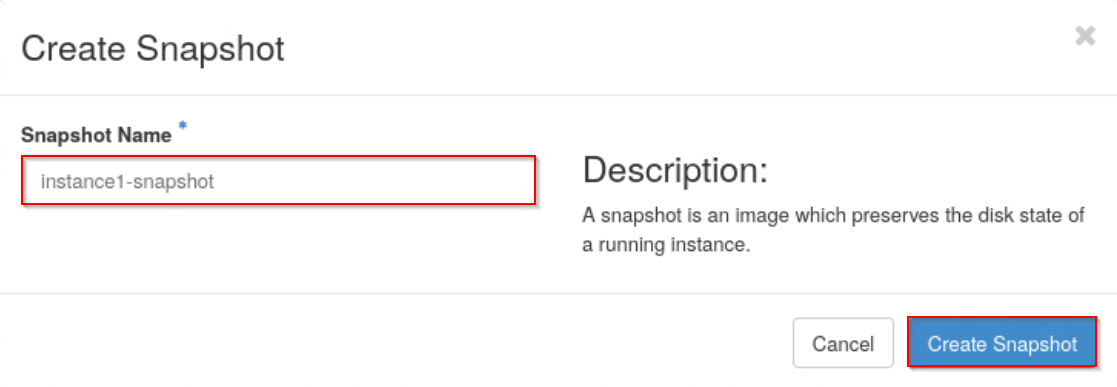 Create Snapshot
Snapshot Name *
instance1-snapshot
Description:
A snapshot is an image which preserves the disk state of
a running instance.
Cancel
Create Snapshot